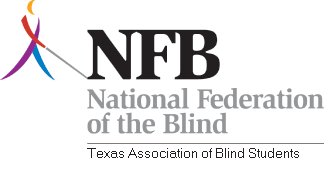 NFB
National Federation
of the Blind
Texas Association of Blind Students